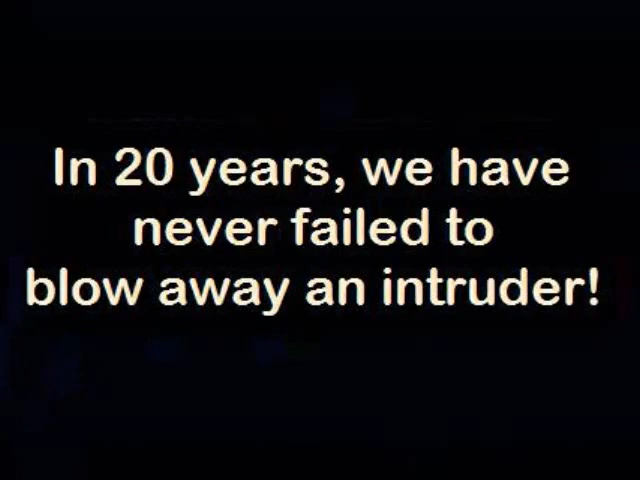 In 20 years, we have
never failed to
blow away an intruder!